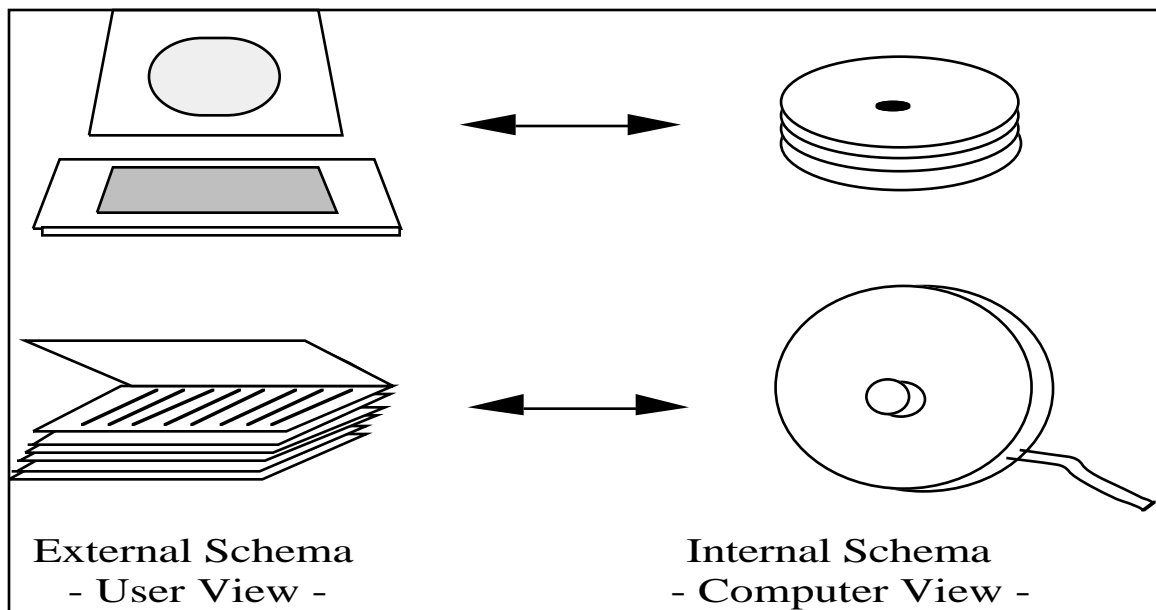 External Schema
- User View -
Internal Schema
- Computer View -